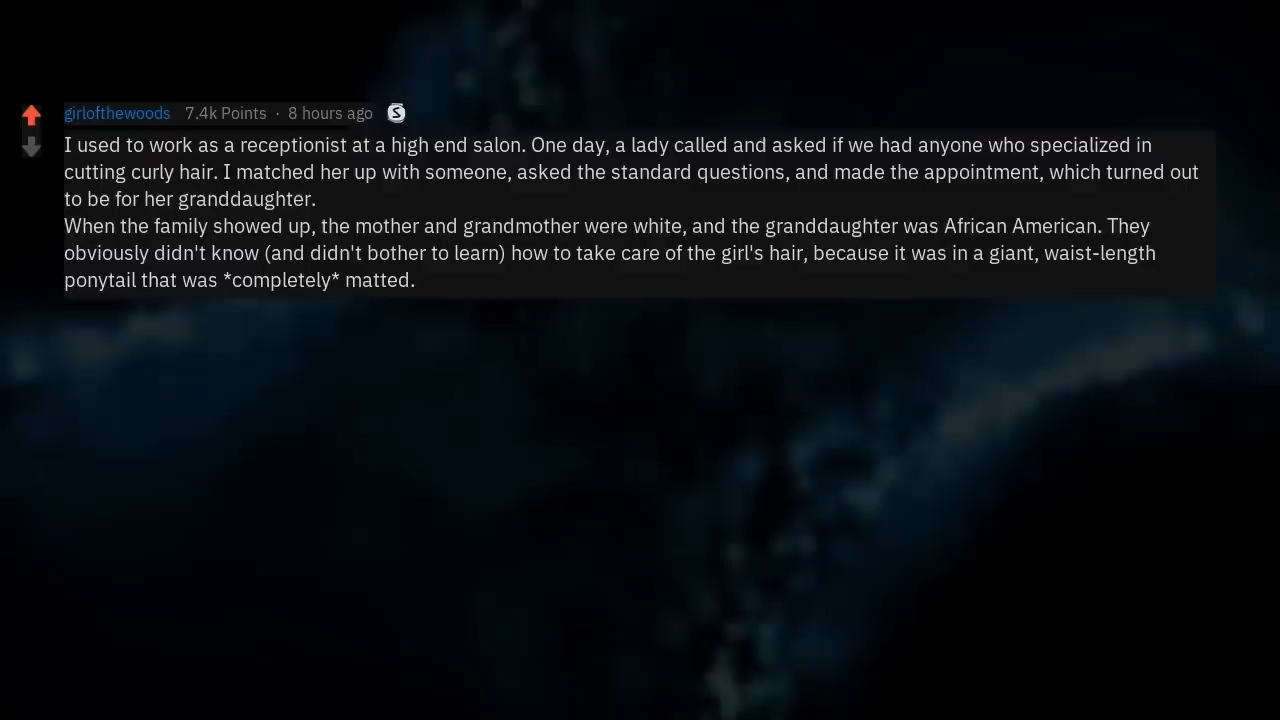 girlofthewoods 7.4k Points · 8 hours ago S
I used to work as a receptionist at a high end salon. One day, a lady called and asked if we had anyone who specialized in
cutting curly hair. I matched her up with someone, asked the standard questions, and made the appointment, which turned out
to be for her granddaughter.
When the family showed up, the mother and grandmother were white, and the granddaughter was African American. They
obviously didn't know (and didn't bother to learn) how to take care of the girl's hair, because it was in a giant, waist-length
ponytail that was *completely* matted.